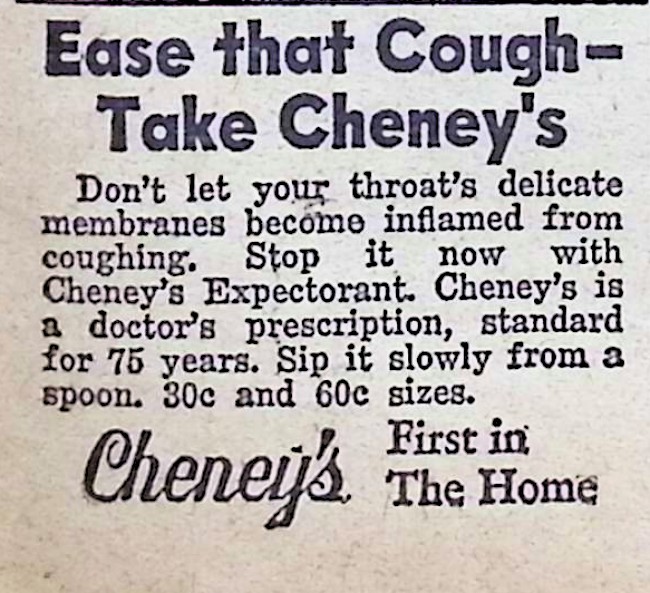 Ease that Cough—
Take Cheney's
Don't let your throat's delicate
membranes become inflamed from
coughing. Stop it now with
Cheney's Expectorant. Cheney's is
a doctor's prescription, standard
for 75 years. Sip it slowly from a
spoon. 30c and 60c sizes.
Cheney's
First in
The Home